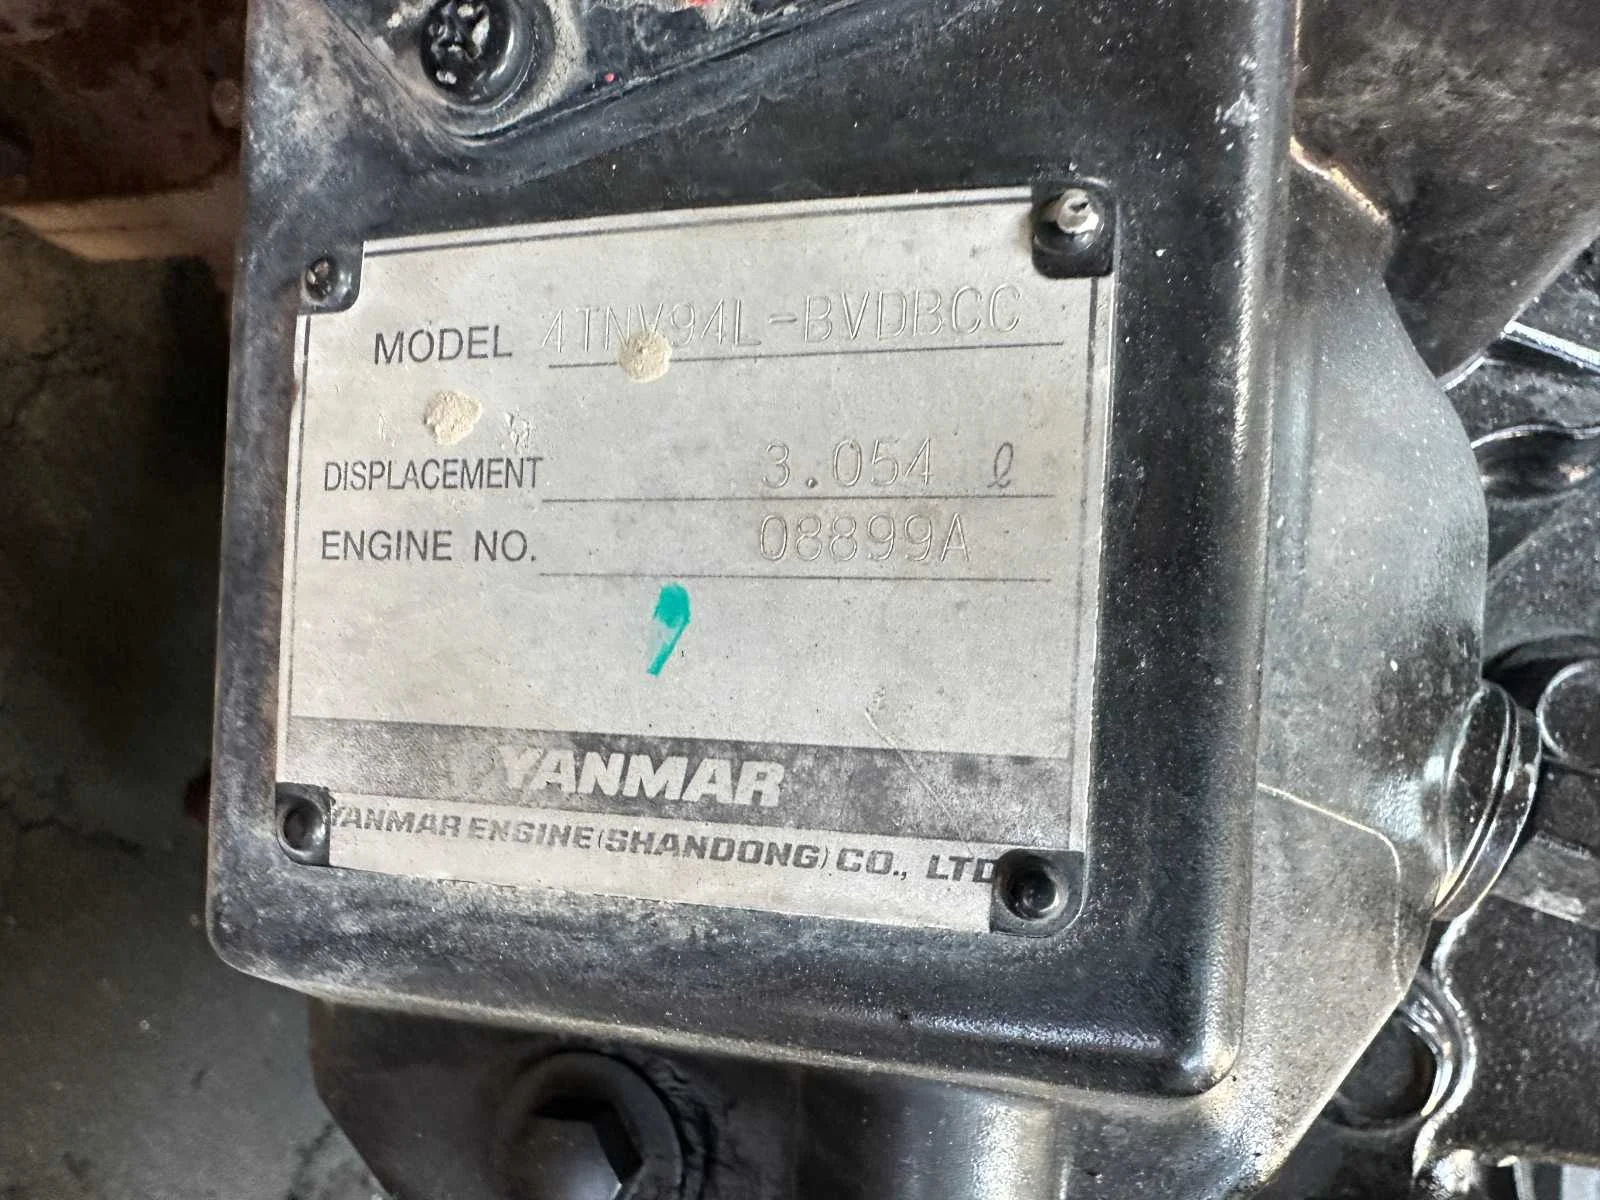 MODEL 4TNV94L-BVDBCC
DISPLACEMENT 3.054 ℓ
ENGINE NO. 08899A
YANMAR
YANMAR ENGINE (SHANDONG) CO., LTD